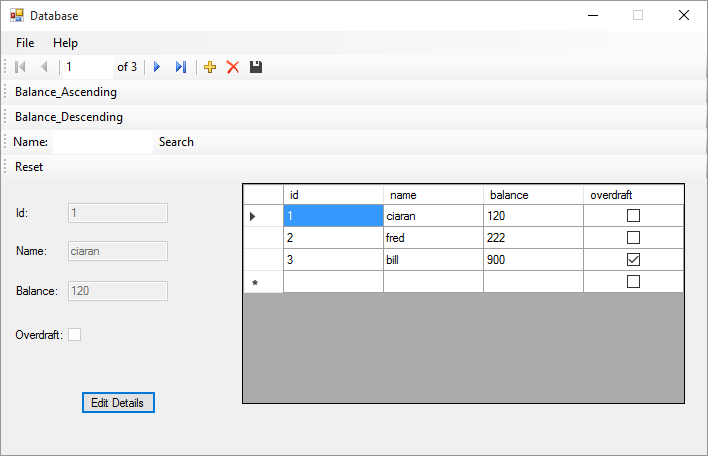 Database
File Help
1 of 3
Balance_Ascending
Balance_Descending
Name: Search
Reset
Id: 1
Name: ciaran
Balance: 120
Overdraft:
Edit Details
id name balance overdraft
1 ciaran 120
2 fred 222
3 bill 900